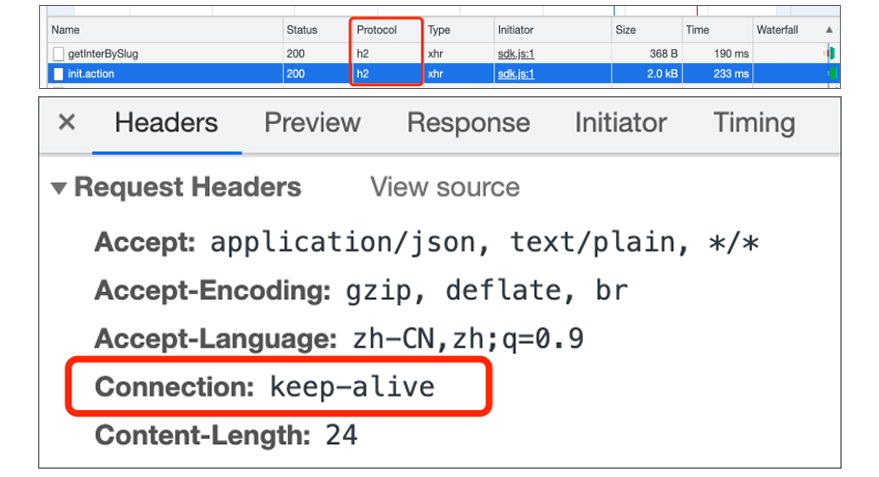 Name Status Protocol Type Initiator Size Time Waterfall ▲
getInterBySlug 200 h2 xhr sdk.js:1 368 B 190 ms
init.action 200 h2 xhr sdk.js:1 2.0 kB 233 ms
× Headers Preview Response Initiator Timing
▼ Request Headers View source
Accept: application/json, text/plain, */*
Accept-Encoding: gzip, deflate, br
Accept-Language: zh-CN,zh;q=0.9
Connection: keep-alive
Content-Length: 24